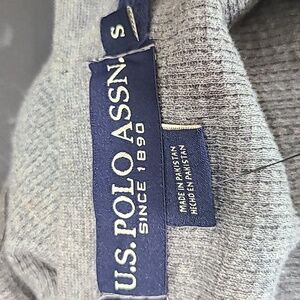 S
U.S. POLO ASSN.
SINCE 1890
MADE IN PAKISTAN
HECHO EN PAKISTAN